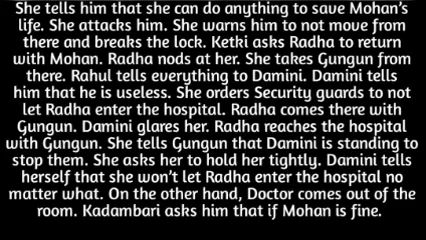 She tells him that she can do anything to save Mohan's
life. She attacks him. She warns him to not move from
there and breaks the lock. Ketki asks Radha to return
with Mohan. Radha nods at her. She takes Gungun from
there. Rahul tells everything to Damini. Damini tells
him that he is useless. She orders Security guards to not
let Radha enter the hospital. Radha comes there with
Gungun. Damini glares her. Radha reaches the hospital
with Gungun. She tells Gungun that Damini is standing to
stop them. She asks her to hold her tightly. Damini tells
herself that she won't let Radha enter the hospital no
matter what. On the other hand, Doctor comes out of the
room. Kadambari asks him that if Mohan is fine.